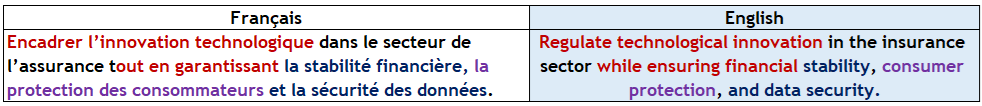 Français
English
Encadrer l’innovation technologique dans le secteur de
l’assurance tout en garantissant la stabilité financière, la
protection des consommateurs et la sécurité des données.
Regulate technological innovation in the insurance
sector while ensuring financial stability, consumer
protection, and data security.